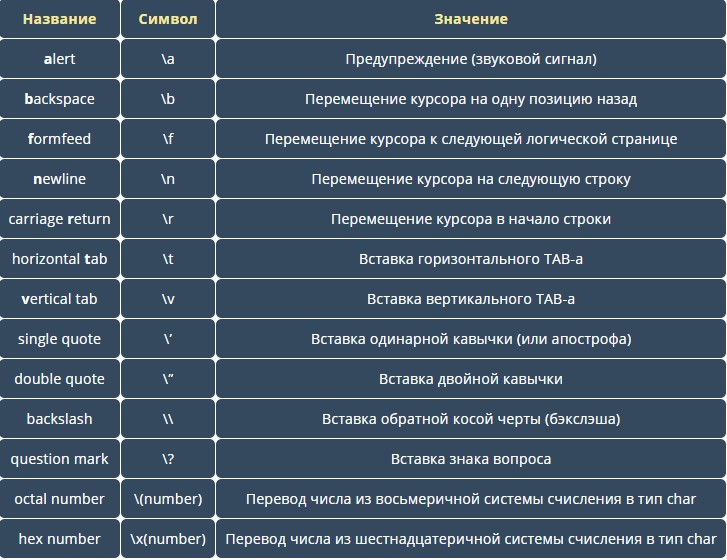 Название Символ Значение
alert \a Предупреждение (звуковой сигнал)
backspace \b Перемещение курсора на одну позицию назад
formfeed \f Перемещение курсора к следующей логической странице
newline \n Перемещение курсора на следующую строку
carriage return \r Перемещение курсора в начало строки
horizontal tab \t Вставка горизонтального TAB-а
vertical tab \v Вставка вертикального TAB-а
single quote \’ Вставка одинарной кавычки (или апострофа)
double quote \” Вставка двойной кавычки
backslash \\ Вставка обратной косой черты (бэкслэша)
question mark \? Вставка знака вопроса
octal number \(number) Перевод числа из восьмеричной системы счисления в тип char
hex number \x(number) Перевод числа из шестнадцатеричной системы счисления в тип char